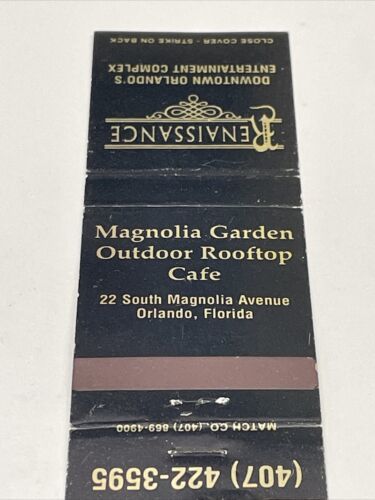 CLOSE COVER - STRIKE ON BACK
DOWNTOWN ORLANDO'S
ENTERTAINMENT COMPLEX
RENAISSANCE
Magnolia Garden
Outdoor Rooftop
Cafe
22 South Magnolia Avenue
Orlando, Florida
MATCH CO., (407) 869-4900
(407) 422-3595